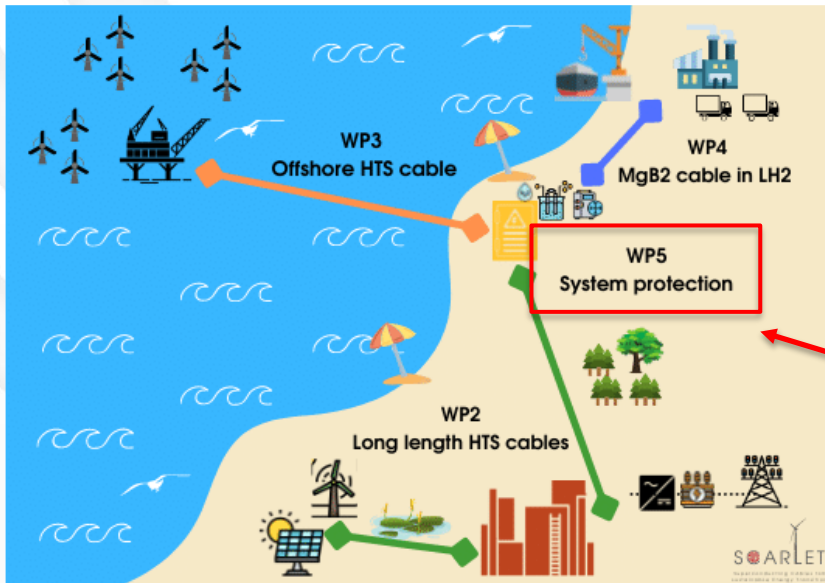 WP3
Offshore HTS cable
WP4
MgB2 cable in LH2
WP5
System protection
WP2
Long length HTS cables
SCARLET